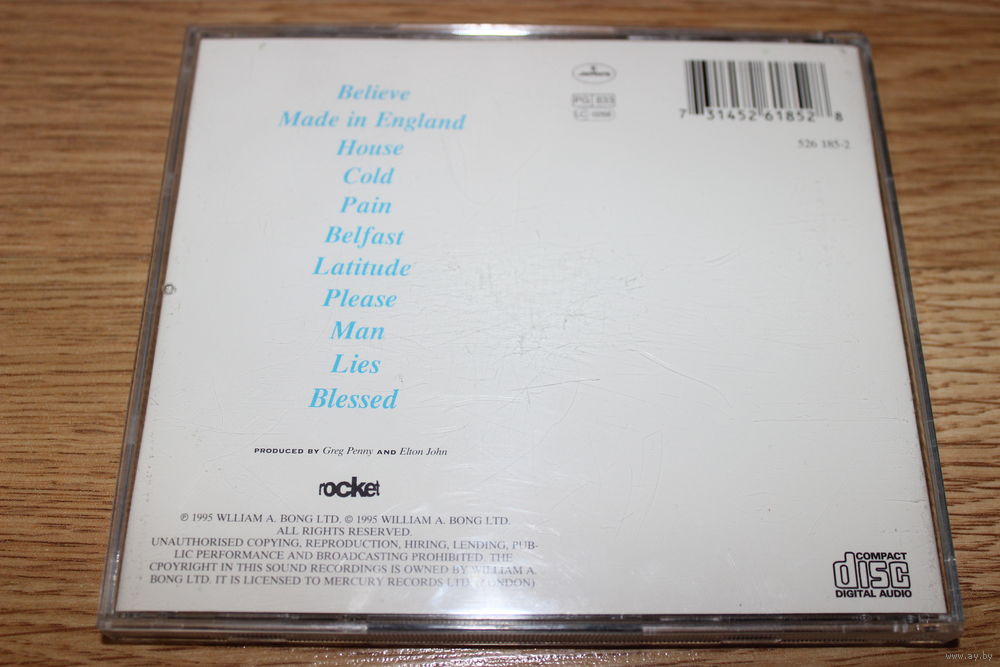 Believe
Made in England
House
Cold
Pain
Belfast
Latitude
Please
Man
Lies
Blessed
PRODUCED BY Greg Penny AND Elton John
rocket
℗ 1995 WLLIAM A. BONG LTD. © 1995 WILLIAM A. BONG LTD.
ALL RIGHTS RESERVED.
UNAUTHORISED COPYING, REPRODUCTION, HIRING, LENDING, PUB-
LIC PERFORMANCE AND BROADCASTING PROHIBITED. THE
CPOYRIGHT IN THIS SOUND RECORDINGS IS OWNED BY WILLIAM A.
BONG LTD. IT IS LICENSED TO MERCURY RECORDS LTD. (LONDON)
PG 833
LC 0268
7 31452 61852 8
526 185-2
COMPACT
disc
DIGITAL AUDIO
www.ay.by